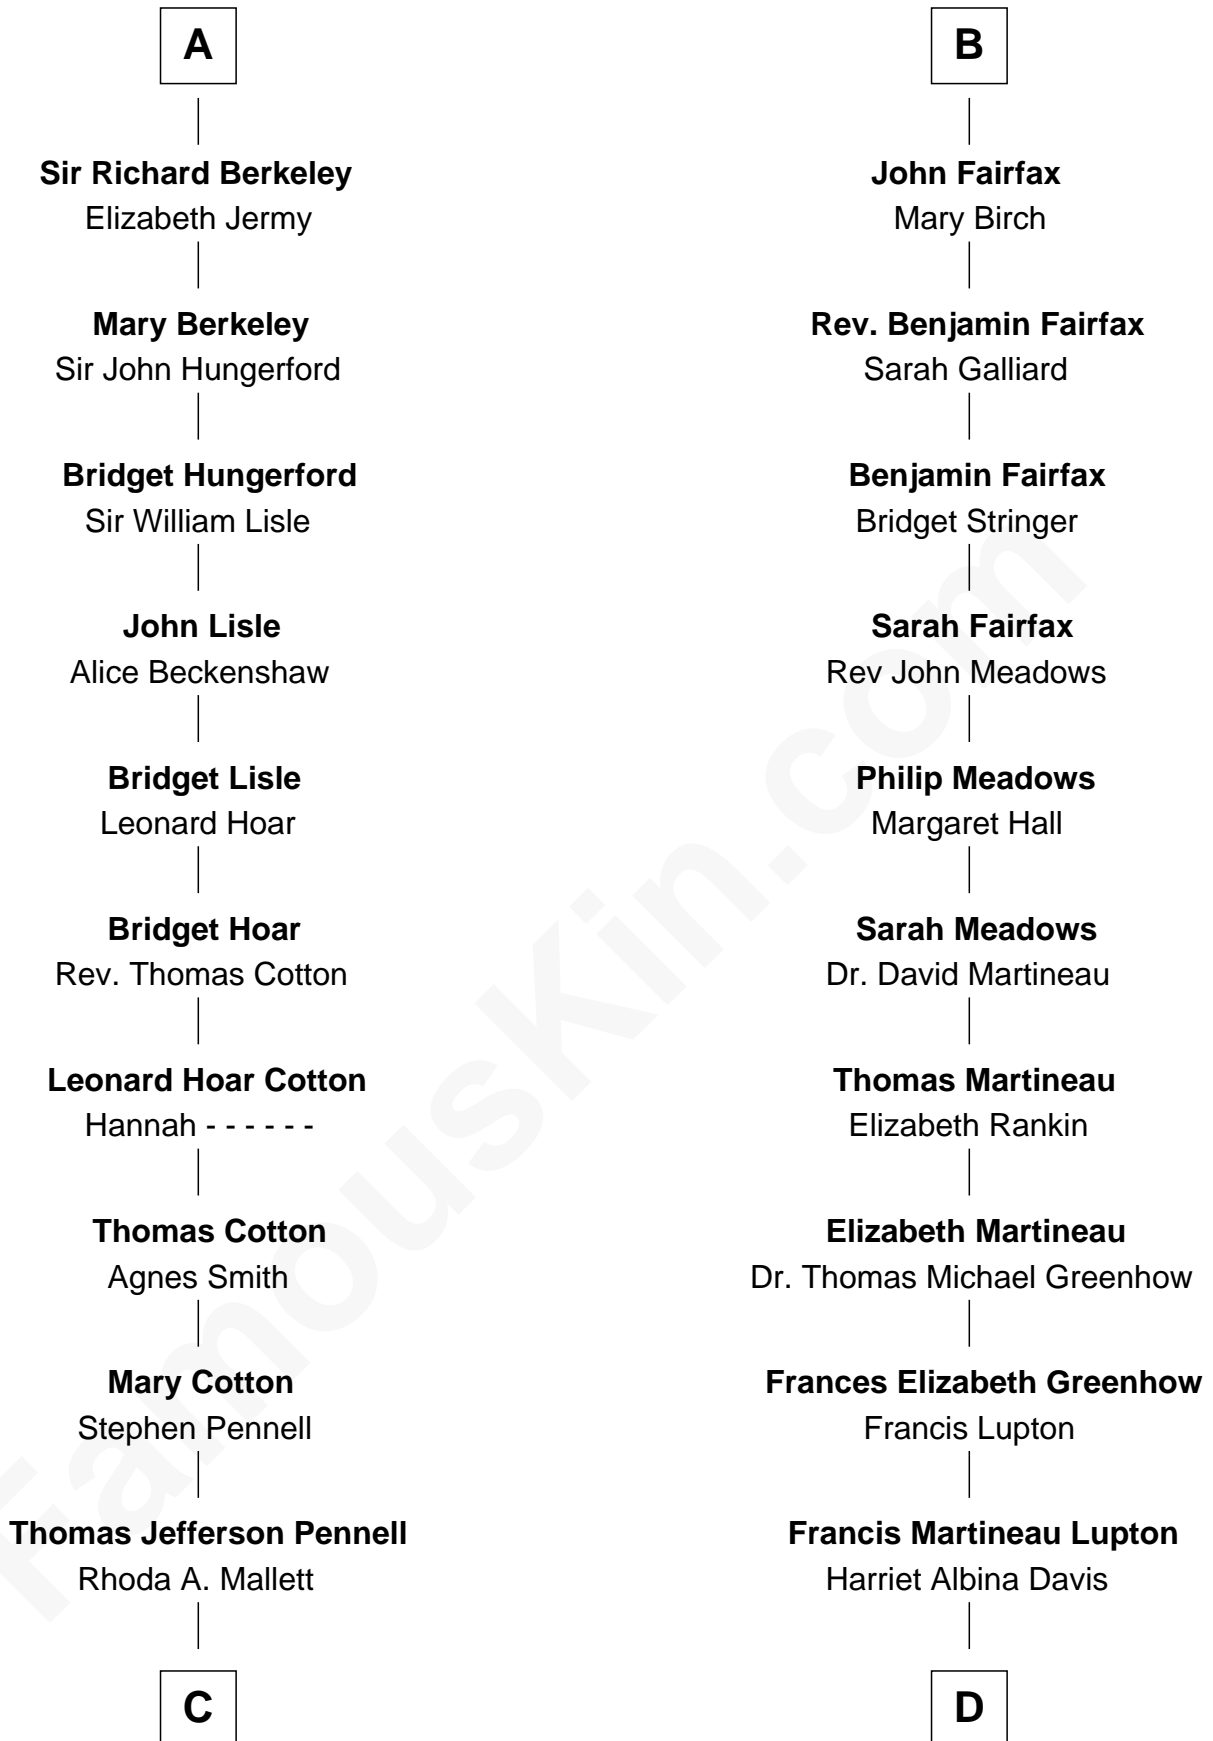 A
Sir Richard Berkeley
Elizabeth Jermy
Mary Berkeley
Sir John Hungerford
Bridget Hungerford
Sir William Lisle
John Lisle
Alice Beckenshaw
Bridget Lisle
Leonard Hoar
Bridget Hoar
Rev. Thomas Cotton
Leonard Hoar Cotton
Hannah - - - - - -
Thomas Cotton
Agnes Smith
Mary Cotton
Stephen Pennell
Thomas Jefferson Pennell
Rhoda A. Mallett
C
B
John Fairfax
Mary Birch
Rev. Benjamin Fairfax
Sarah Galliard
Benjamin Fairfax
Bridget Stringer
Sarah Fairfax
Rev John Meadows
Philip Meadows
Margaret Hall
Sarah Meadows
Dr. David Martineau
Thomas Martineau
Elizabeth Rankin
Elizabeth Martineau
Dr. Thomas Michael Greenhow
Frances Elizabeth Greenhow
Francis Lupton
Francis Martineau Lupton
Harriet Albina Davis
D
FamousKin.com